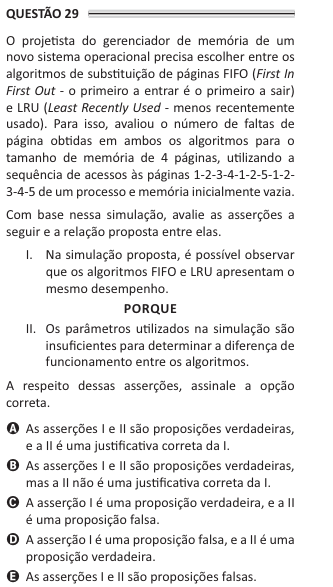 QUESTÃO 29
O projetista do gerenciador de memória de um
novo sistema operacional precisa escolher entre os
algoritmos de substituição de páginas FIFO (First In
First Out - o primeiro a entrar é o primeiro a sair)
e LRU (Least Recently Used - menos recentemente
usado). Para isso, avaliou o número de faltas de
página obtidas em ambos os algoritmos para o
tamanho de memória de 4 páginas, utilizando a
sequência de acessos às páginas 1-2-3-4-1-2-5-1-2-
3-4-5 de um processo e memória inicialmente vazia.
Com base nessa simulação, avalie as asserções a
seguir e a relação proposta entre elas.
I. Na simulação proposta, é possível observar
que os algoritmos FIFO e LRU apresentam o
mesmo desempenho.
PORQUE
II. Os parâmetros utilizados na simulação são
insuficientes para determinar a diferença de
funcionamento entre os algoritmos.
A respeito dessas asserções, assinale a opção
correta.
A As asserções I e II são proposições verdadeiras,
e a II é uma justificativa correta da I.
B As asserções I e II são proposições verdadeiras,
mas a II não é uma justificativa correta da I.
C A asserção I é uma proposição verdadeira, e a II
é uma proposição falsa.
D A asserção I é uma proposição falsa, e a II é uma
proposição verdadeira.
E As asserções I e II são proposições falsas.